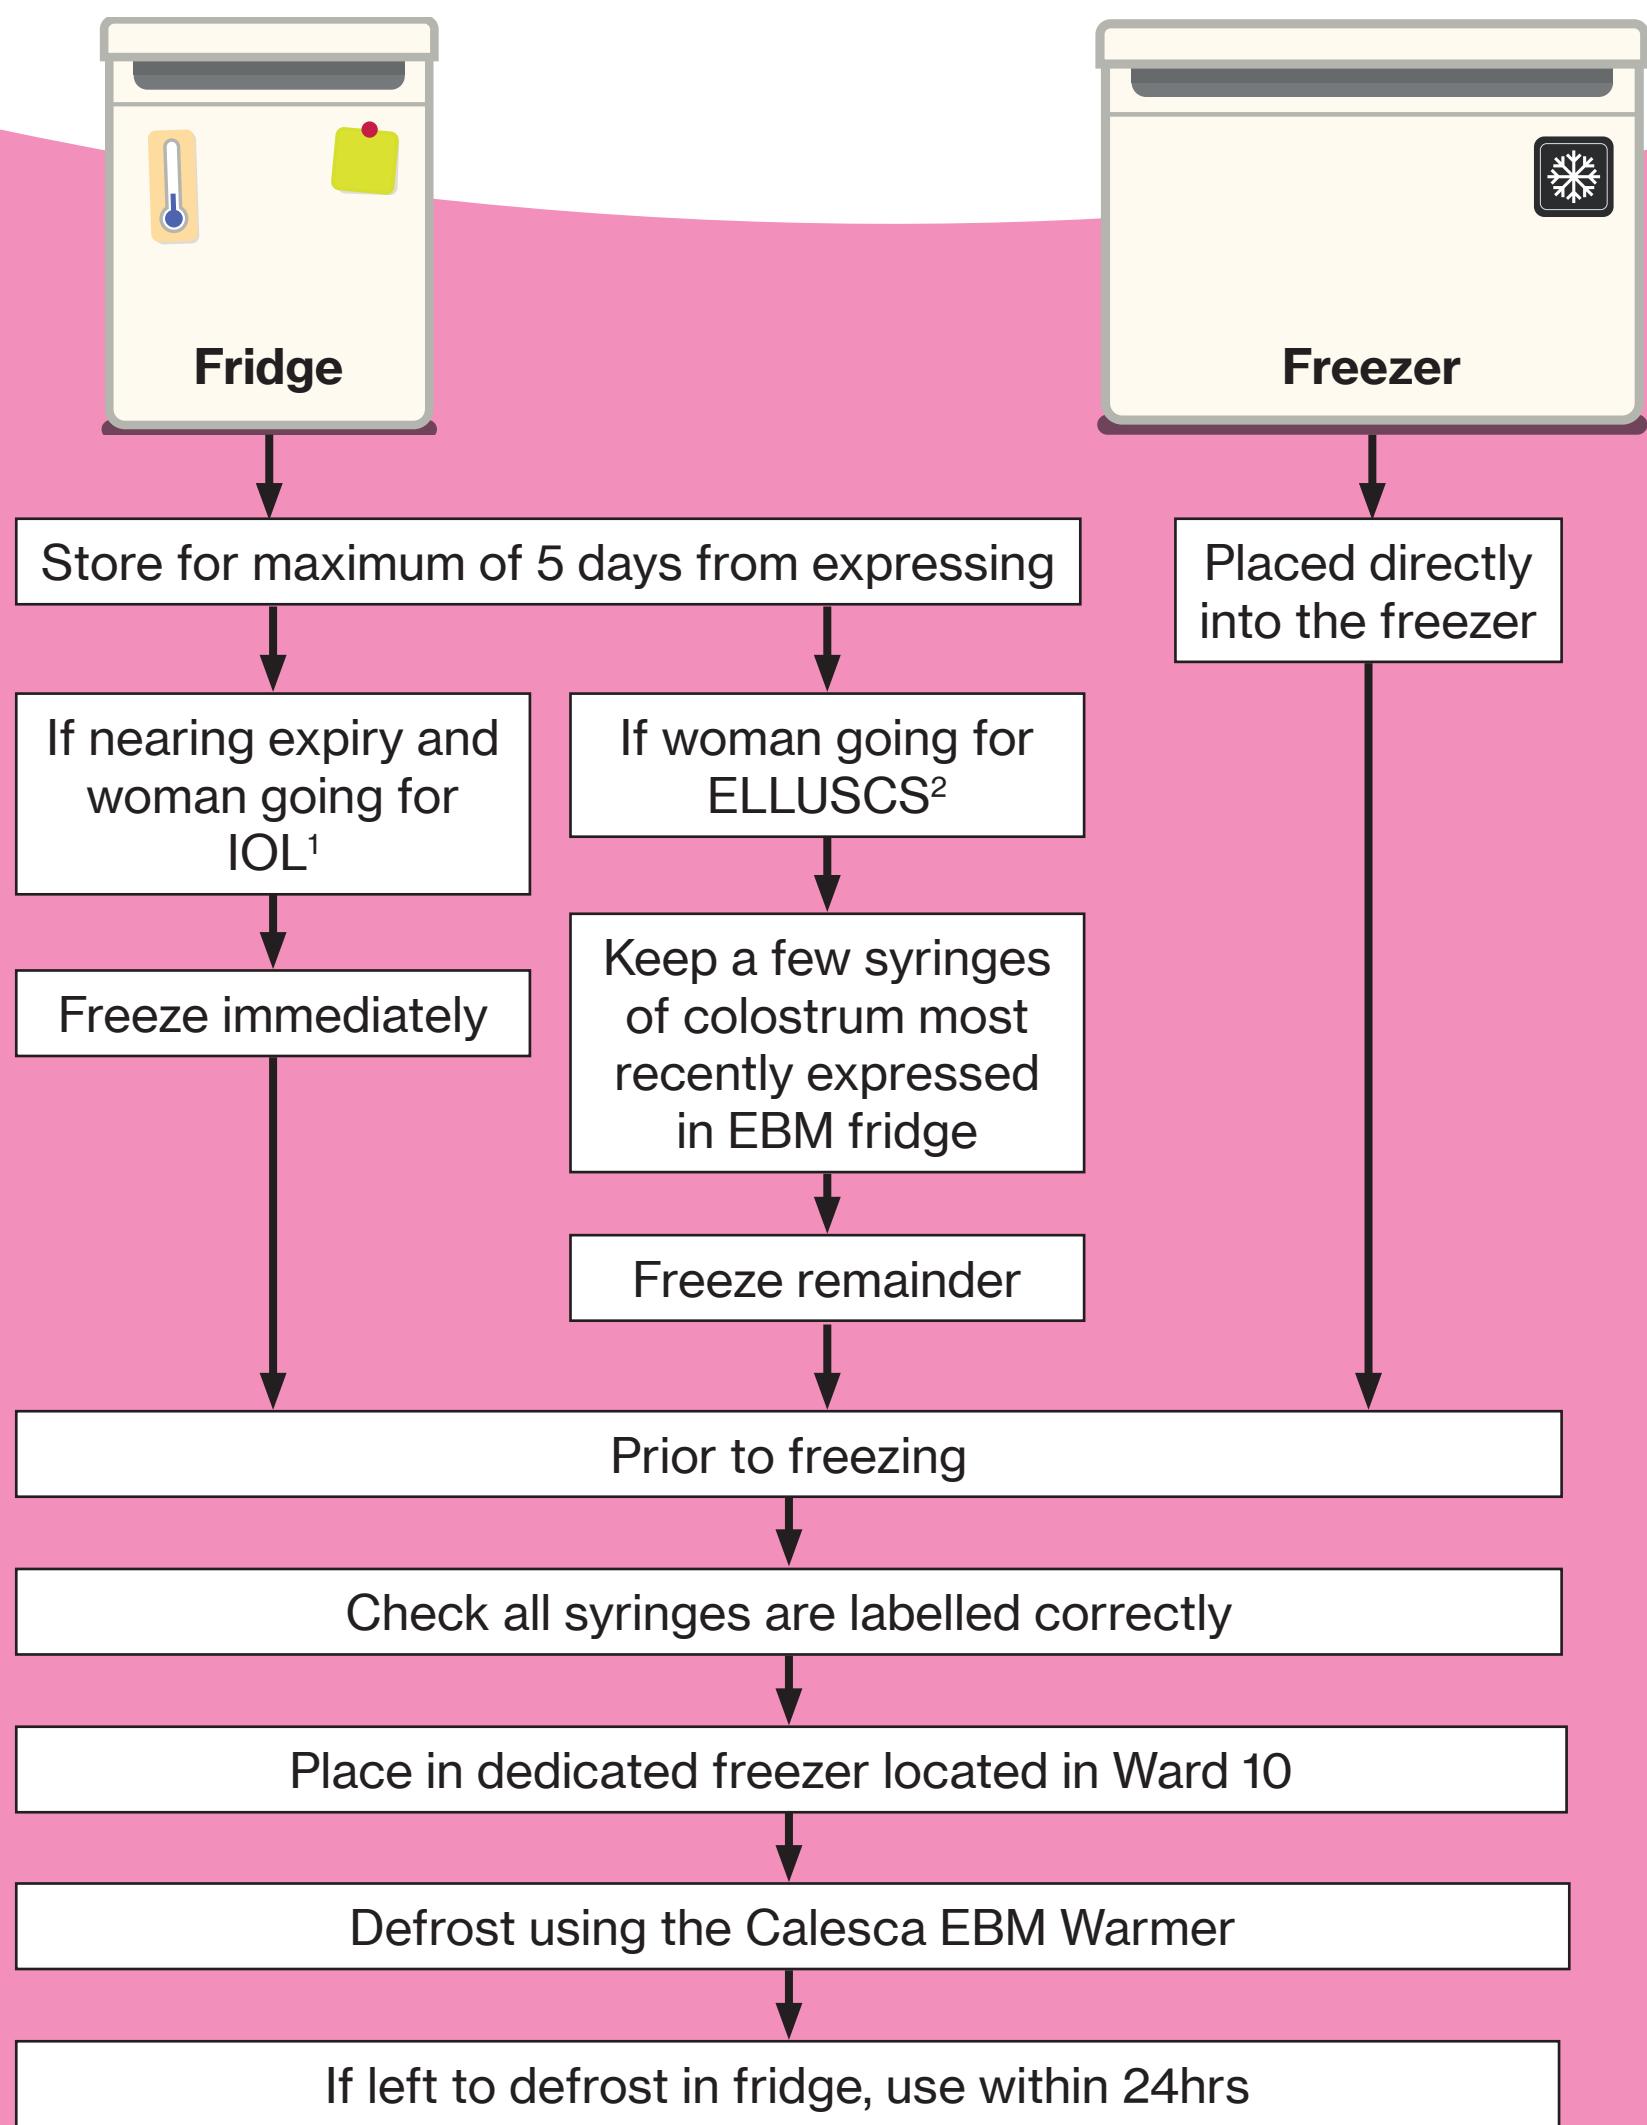 Fridge
Freezer
Store for maximum of 5 days from expressing
Placed directly
into the freezer
If nearing expiry and
woman going for
IOL¹
If woman going for
ELLUSCS²
Freeze immediately
Keep a few syringes
of colostrum most
recently expressed
in EBM fridge
Freeze remainder
Prior to freezing
Check all syringes are labelled correctly
Place in dedicated freezer located in Ward 10
Defrost using the Calesca EBM Warmer
If left to defrost in fridge, use within 24hrs